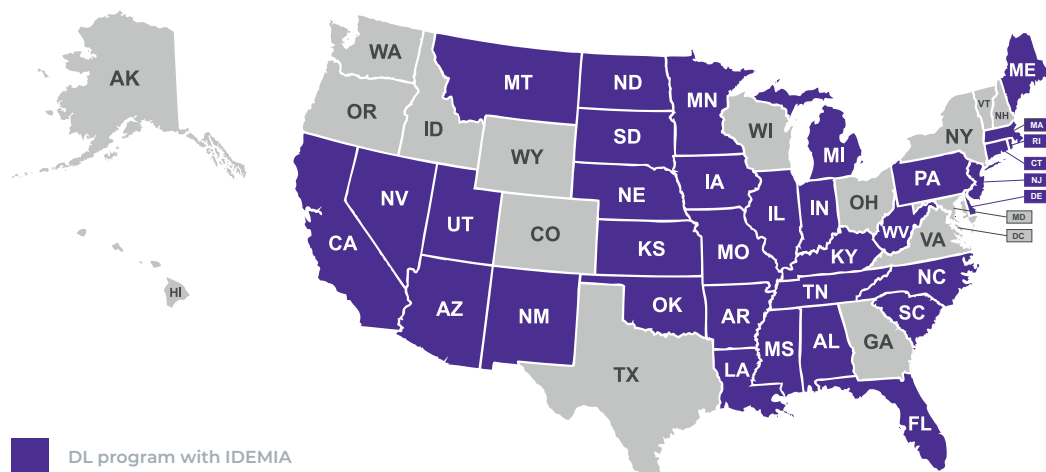 AK
WA
MT
ND
MN
ME
OR
ID
SD
WI
MI
NY
VT
NH
MA
RI
CT
NJ
DE
MD
DC
WY
NE
IA
PA
NV
UT
CO
IL
IN
OH
WV
VA
CA
KS
MO
KY
NC
HI
AZ
NM
OK
AR
TN
SC
TX
LA
MS
AL
GA
FL
DL program with IDEMIA